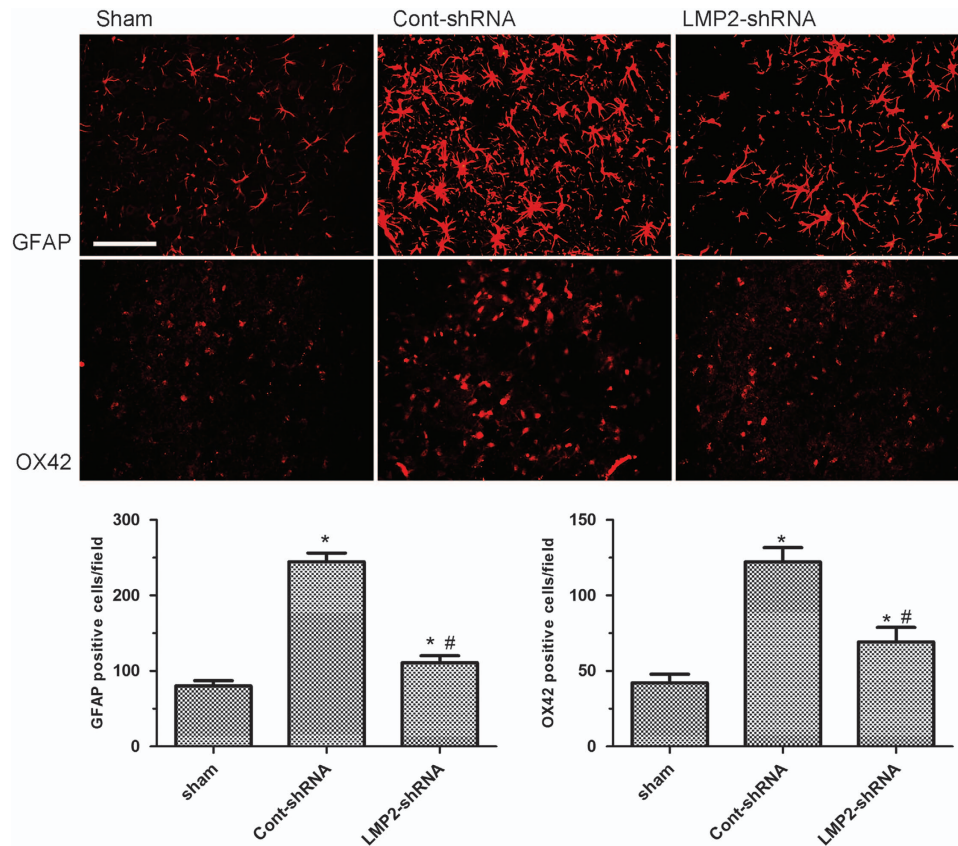 Sham Cont-shRNA LMP2-shRNA
GFAP
OX42
300
200
100
0
GFAP positive cells/field
*
* #
sham
Cont-shRNA
LMP2-shRNA
150
100
50
0
OX42 positive cells/field
*
* #
sham
Cont-shRNA
LMP2-shRNA